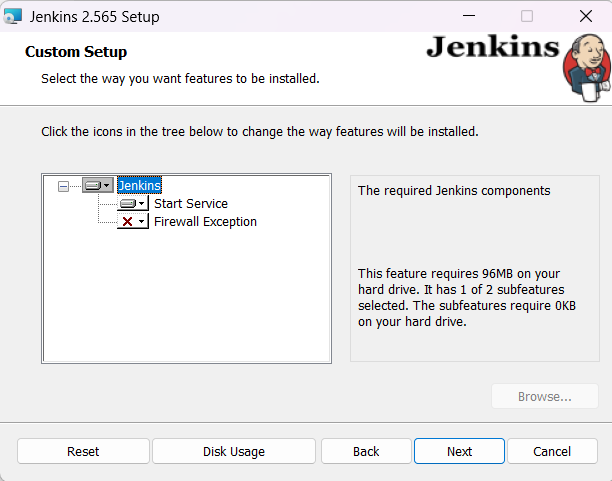 Jenkins 2.565 Setup
Custom Setup
Jenkins
Select the way you want features to be installed.
Click the icons in the tree below to change the way features will be installed.
Jenkins
Start Service
Firewall Exception
The required Jenkins components
This feature requires 96MB on your
hard drive. It has 1 of 2 subfeatures
selected. The subfeatures require 0KB
on your hard drive.
Browse...
Reset
Disk Usage
Back
Next
Cancel